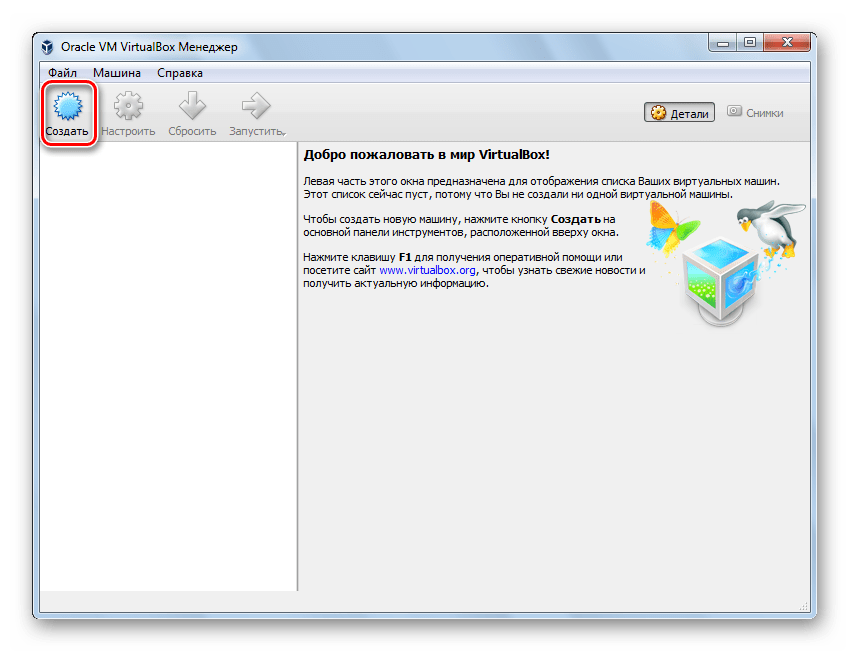 Oracle VM VirtualBox Менеджер
Файл Машина Справка
Создать Настроить Сбросить Запустить
Детали Снимки
Добро пожаловать в мир VirtualBox!
Левая часть этого окна предназначена для отображения списка Ваших виртуальных машин.
Этот список сейчас пуст, потому что Вы не создали ни одной виртуальной машины.
Чтобы создать новую машину, нажмите кнопку Создать на
основной панели инструментов, расположенной вверху окна.
Нажмите клавишу F1 для получения оперативной помощи или
посетите сайт www.virtualbox.org, чтобы узнать свежие новости и
получить актуальную информацию.